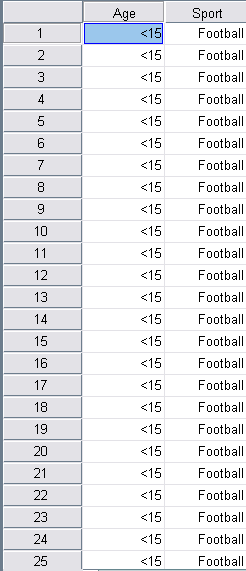 Age Sport
1 <15 Football
2 <15 Football
3 <15 Football
4 <15 Football
5 <15 Football
6 <15 Football
7 <15 Football
8 <15 Football
9 <15 Football
10 <15 Football
11 <15 Football
12 <15 Football
13 <15 Football
14 <15 Football
15 <15 Football
16 <15 Football
17 <15 Football
18 <15 Football
19 <15 Football
20 <15 Football
21 <15 Football
22 <15 Football
23 <15 Football
24 <15 Football
25 <15 Football